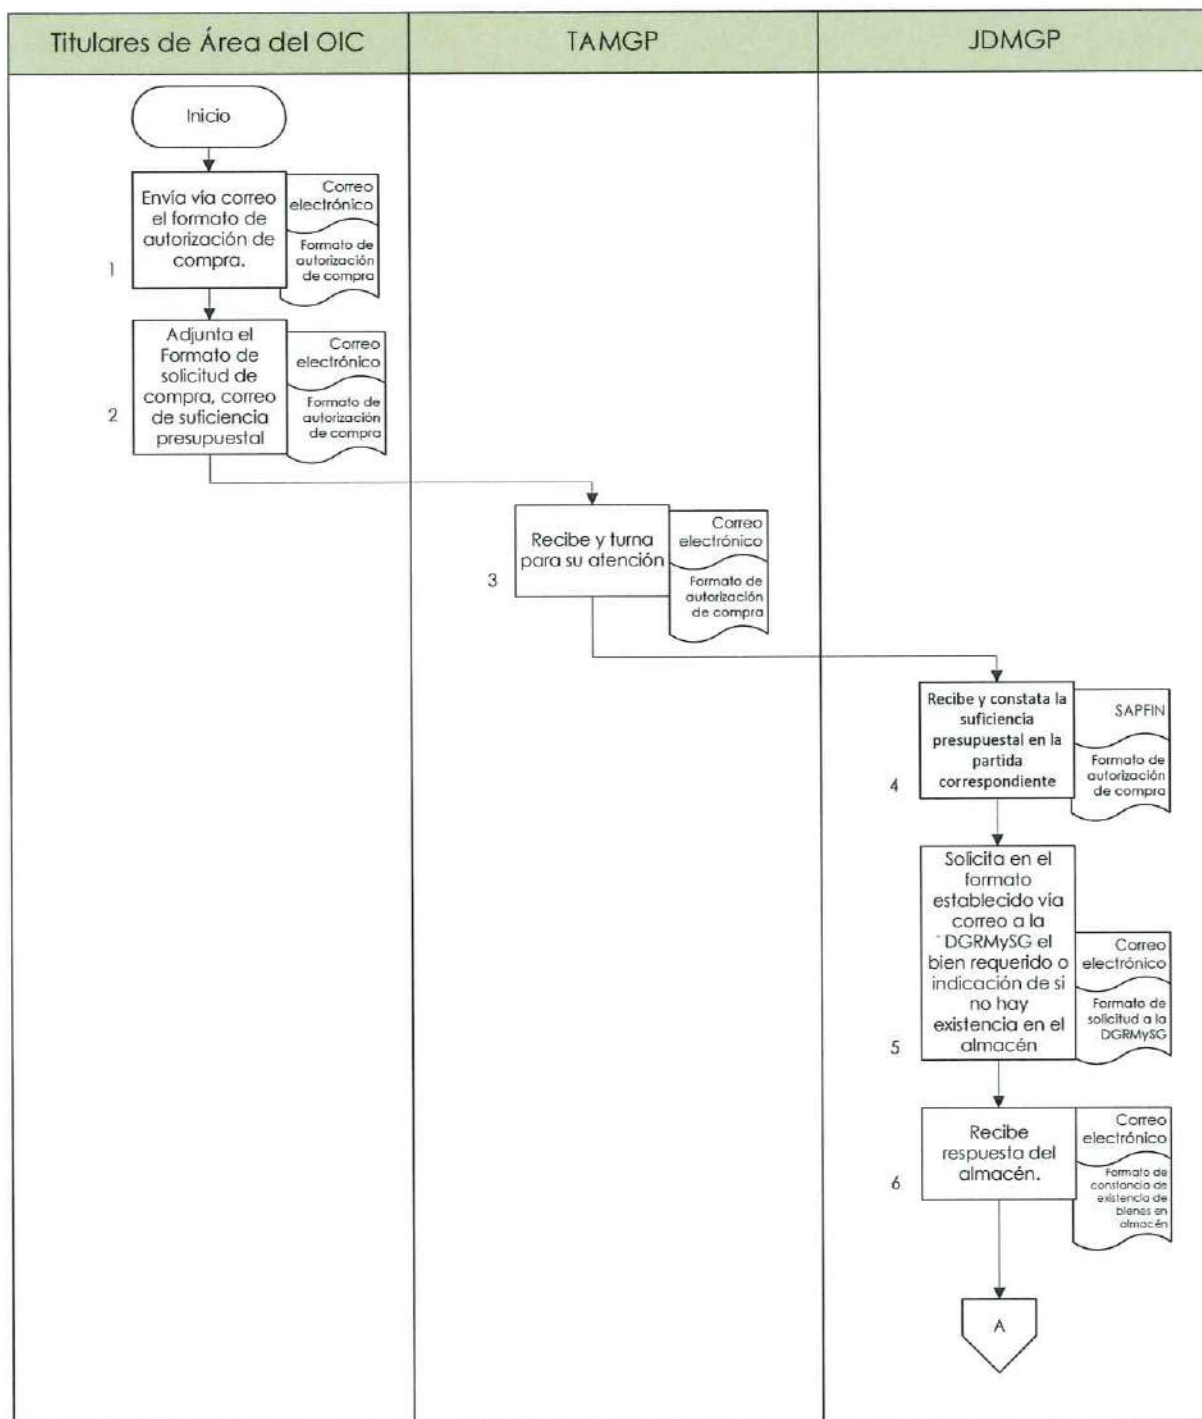 Titulares de Área del OIC
TAMGP
JDMGP
Inicio
1
Envía vía correo
el formato de
autorización de
compra.
Correo
electrónico
Formato de
autorización
de compra
2
Adjunta el
Formato de
solicitud de
compra, correo
de suficiencia
presupuestal
Correo
electrónico
Formato de
autorización
de compra
3
Recibe y turna
para su atención
Correo
electrónico
Formato de
autorización
de compra
4
Recibe y constata la
suficiencia
presupuestal en la
partida
correspondiente
SAPFIN
Formato de
autorización
de compra
5
Solicita en el
formato
establecido vía
correo a la
DGRMySG el
bien requerido o
indicación de si
no hay
existencia en el
almacén
Correo
electrónico
Formato de
solicitud a la
DGRMySG
6
Recibe
respuesta del
almacén.
Correo
electrónico
Formato de
constancia de
existencia de
bienes en
almacén
A